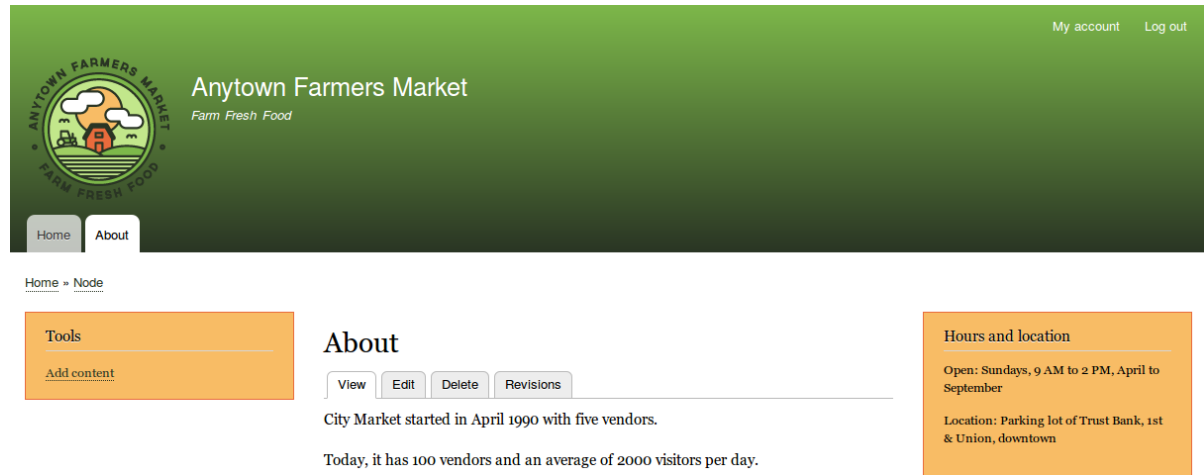 My account Log out
ANYTOWN FARMERS MARKET
FARM FRESH FOOD
Anytown Farmers Market
Farm Fresh Food
Home About
Home » Node
Tools
Add content
About
View Edit Delete Revisions
City Market started in April 1990 with five vendors.
Today, it has 100 vendors and an average of 2000 visitors per day.
Hours and location
Open: Sundays, 9 AM to 2 PM, April to
September
Location: Parking lot of Trust Bank, 1st
& Union, downtown